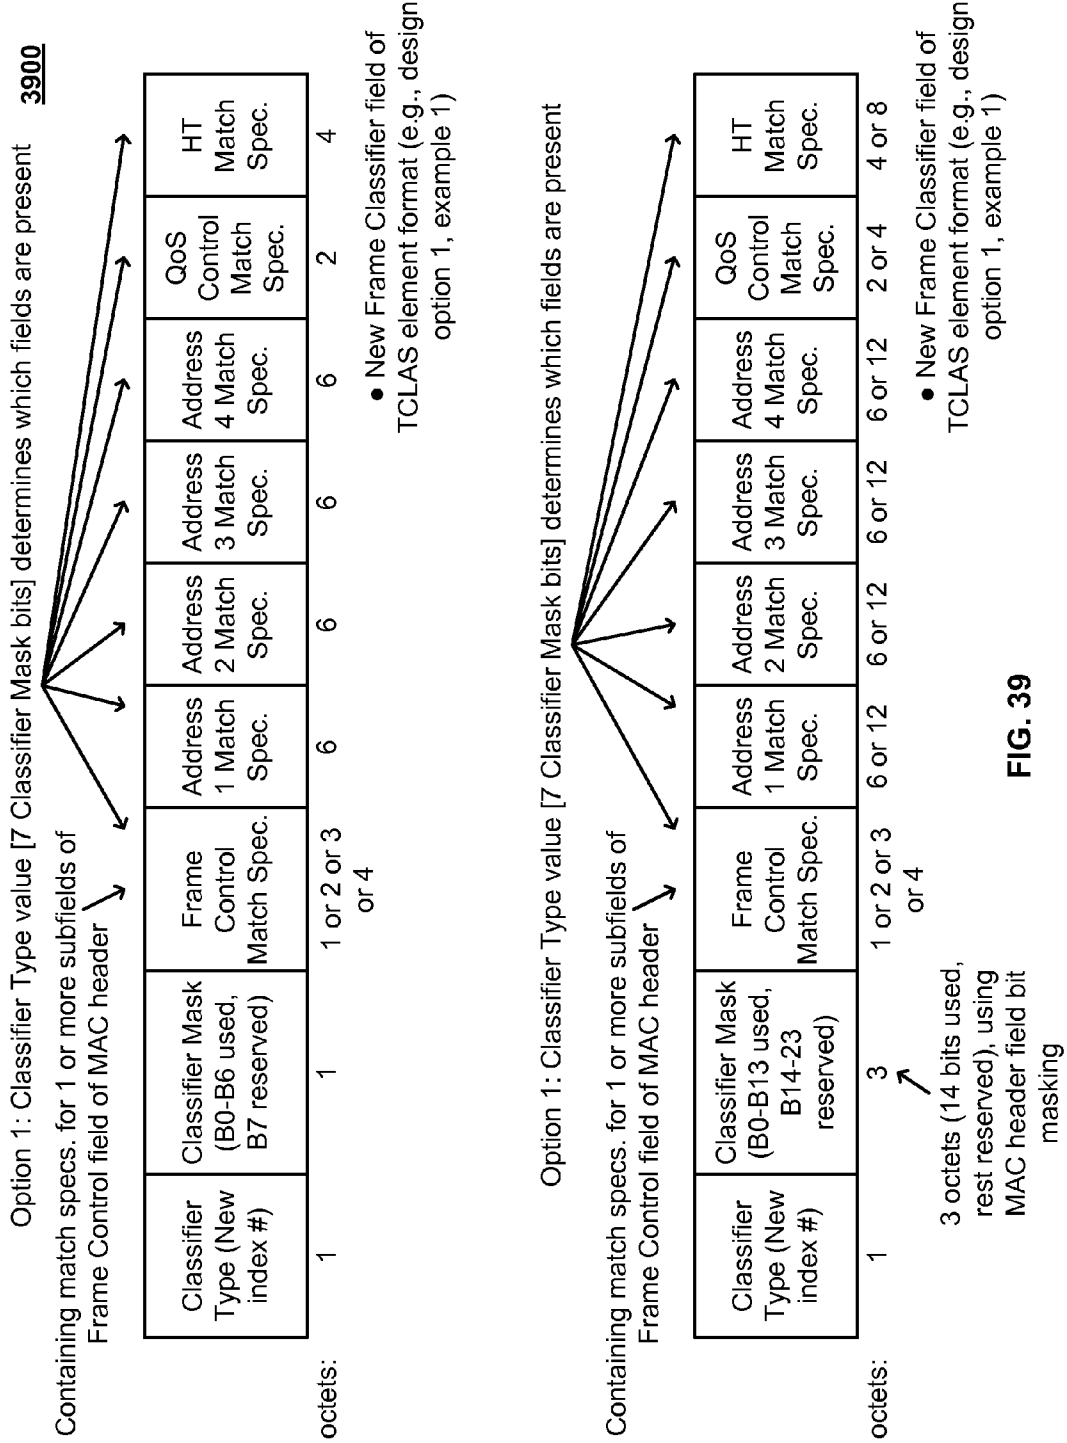 3900
Option 1: Classifier Type value [7 Classifier Mask bits] determines which fields are present
Containing match specs. for 1 or more subfields of
Frame Control field of MAC header
Classifier
Type (New
index #)
Classifier Mask
(B0-B6 used,
B7 reserved)
Frame
Control
Match Spec.
Address
1 Match
Spec.
Address
2 Match
Spec.
Address
3 Match
Spec.
Address
4 Match
Spec.
QoS
Control
Match
Spec.
HT
Match
Spec.
octets:
1
1
1 or 2 or 3
or 4
6
6
6
6
2
4
● New Frame Classifier field of
TCLAS element format (e.g., design
option 1, example 1)
Option 1: Classifier Type value [7 Classifier Mask bits] determines which fields are present
Containing match specs. for 1 or more subfields of
Frame Control field of MAC header
Classifier
Type (New
index #)
Classifier Mask
(B0-B13 used,
B14-23
reserved)
Frame
Control
Match Spec.
Address
1 Match
Spec.
Address
2 Match
Spec.
Address
3 Match
Spec.
Address
4 Match
Spec.
QoS
Control
Match
Spec.
HT
Match
Spec.
octets:
1
3
1 or 2 or 3
or 4
6 or 12
6 or 12
6 or 12
6 or 12
2 or 4
4 or 8
3 octets (14 bits used,
rest reserved), using
MAC header field bit
masking
● New Frame Classifier field of
TCLAS element format (e.g., design
option 1, example 1)
FIG. 39